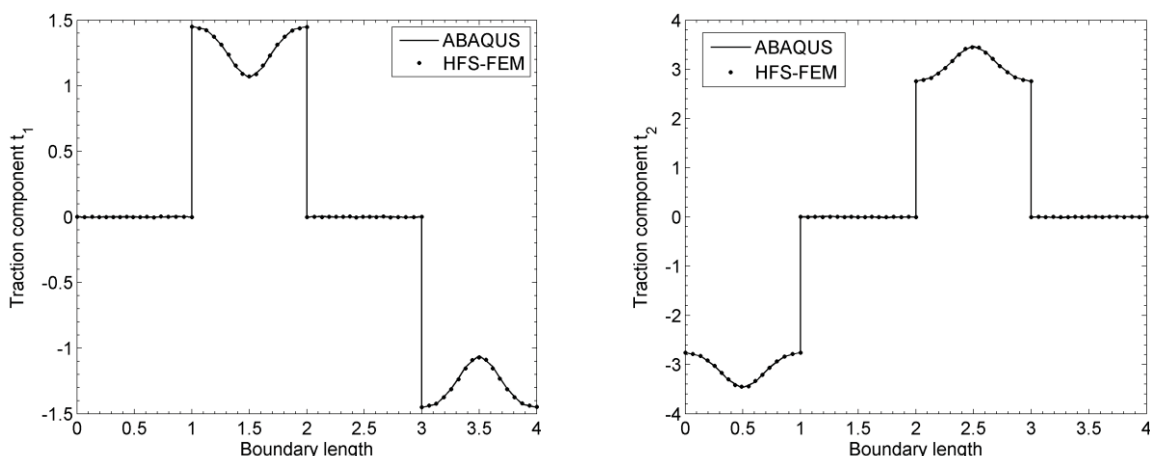 1.5
1
0.5
0
-0.5
-1
-1.5
Traction component t1
ABAQUS
HFS-FEM
0 0.5 1 1.5 2 2.5 3 3.5 4
Boundary length
4
3
2
1
0
-1
-2
-3
-4
Traction component t2
ABAQUS
HFS-FEM
0 0.5 1 1.5 2 2.5 3 3.5 4
Boundary length